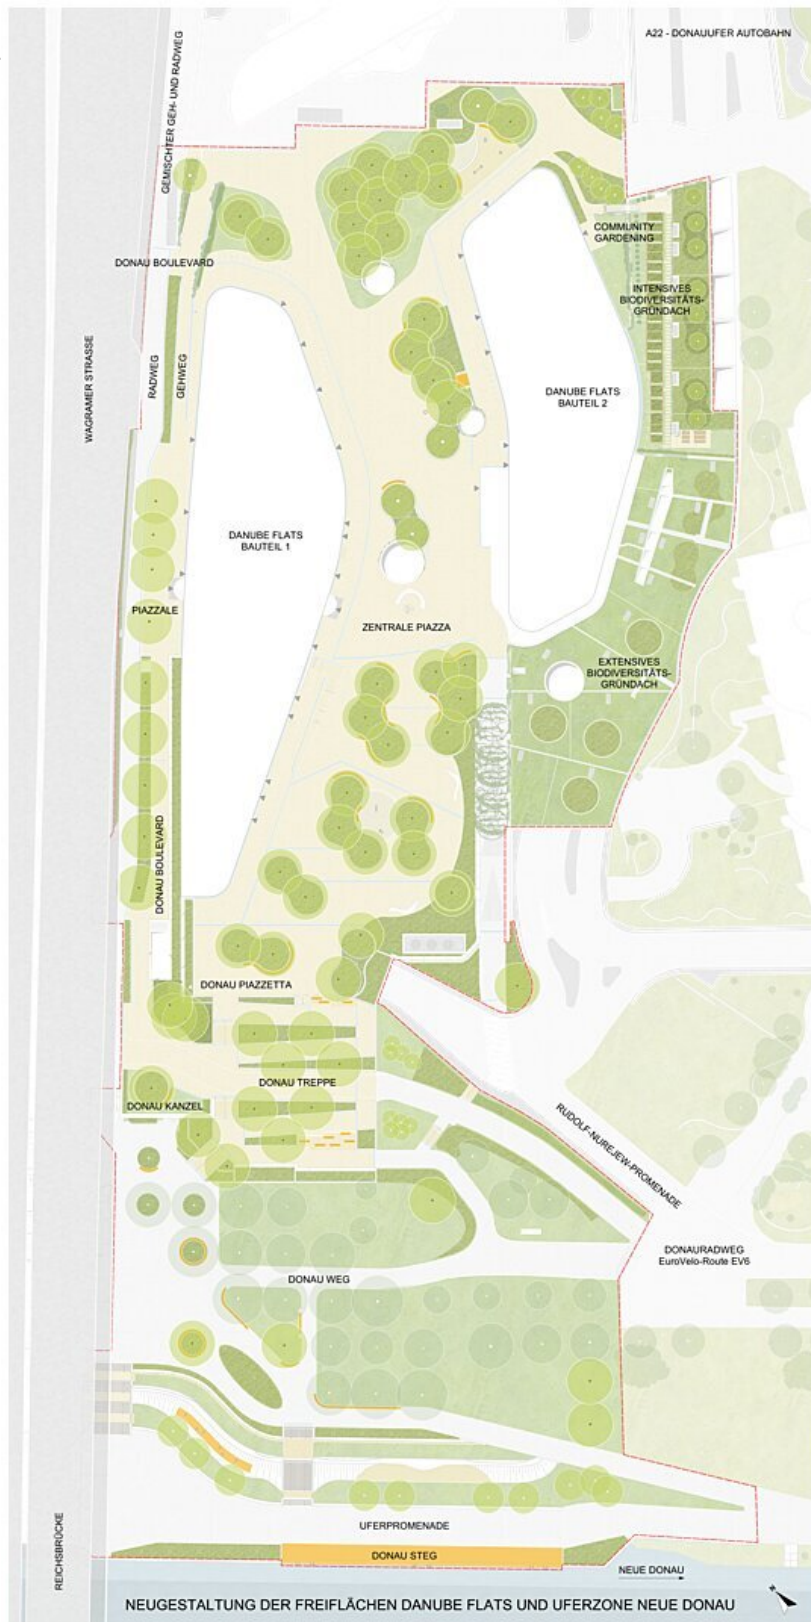 A22 - DONAUUFER AUTOBAHN
GEMISCHTER GEH- UND RADWEG
COMMUNITY
GARDENING
DONAU BOULEVARD
INTENSIVES
BIODIVERSITÄTS-
GRÜNDACH
WAGRAMER STRASSE
RADWEG
GEHWEG
DANUBE FLATS
BAUTEIL 2
DANUBE FLATS
BAUTEIL 1
PIAZZALE
ZENTRALE PIAZZA
EXTENSIVES
BIODIVERSITÄTS-
GRÜNDACH
DONAU BOULEVARD
DONAU PIAZZETTA
DONAU TREPPE
DONAU KANZEL
RUDOLF-NUREJEW-PROMENADE
DONAURADWEG
EuroVelo-Route EV6
DONAU WEG
REICHSBRÜCKE
UFERPROMENADE
DONAU STEG
NEUE DONAU
NEUGESTALTUNG DER FREIFLÄCHEN DANUBE FLATS UND UFERZONE NEUE DONAU